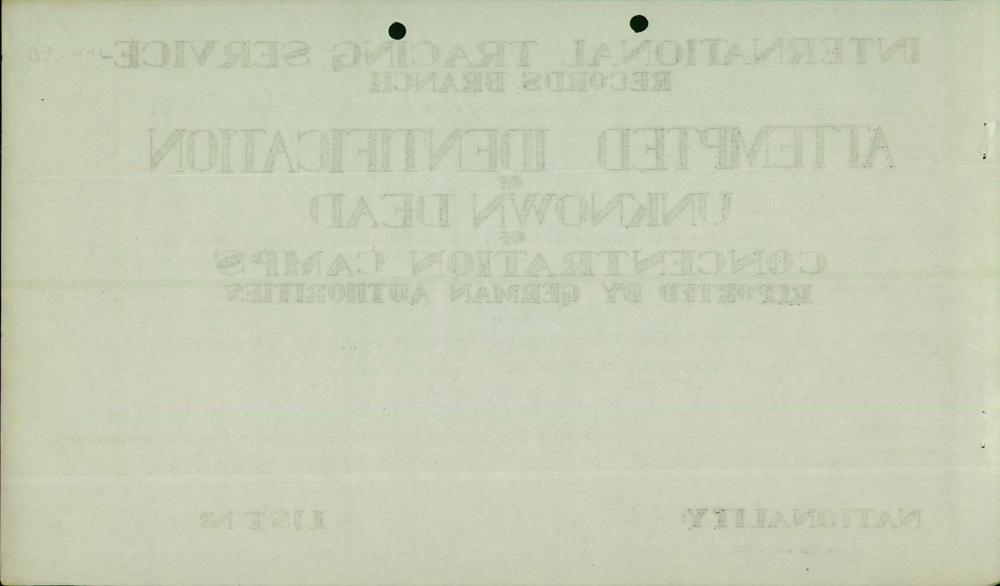 INTERNATIONAL TRACING SERVICE-
RECORDS BRANCH
ATTEMPTED IDENTIFICATION
OF
UNKNOWN DEAD
OF
CONCENTRATION CAMPS
REPORTED BY GERMAN AUTHORITIES
NATIONALITY: LIST Nº